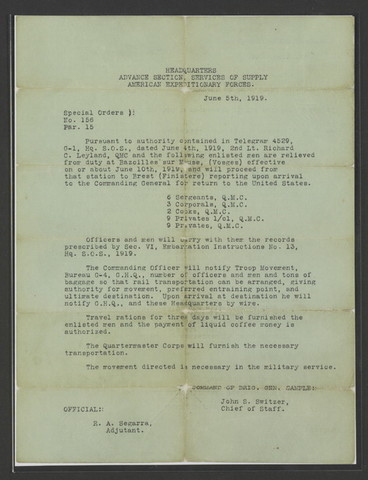 HEADQUARTERS
ADVANCE SECTION, SERVICES OF SUPPLY
AMERICAN EXPEDITIONARY FORCES.
June 5th, 1919.
Special Orders ):
No. 156
Par. 15
Pursuant to authority contained in Telegram 4529,
G-1, Hq. S.O.S., dated June 4th, 1919, 2nd Lt. Richard
C. Leyland, QMC and the following enlisted men are relieved
from duty at Bazoilles sur Meuse, (Vosges) effective
on or about June 10th, 1919, and will proceed from
that station to Brest (Finistere) reporting upon arrival
to the Commanding General for return to the United States.
6 Sergeants, Q.M.C.
3 Corporals, Q.M.C.
2 Cooks, Q.M.C.
9 Privates 1/cl, Q.M.C.
9 Privates, Q.M.C.
Officers and men will carry with them the records
prescribed by Sec. VI, Embarkation Instructions No. 13,
Hq. S.O.S., 1919.
The Commanding Officer will notify Troop Movement,
Bureau G-4, G.H.Q., number of officers and men and tons of
baggage so that rail transportation can be arranged, giving
authority for movement, preferred entraining point, and
ultimate destination. Upon arrival at destination he will
notify G.H.Q., and these Headquarters by wire.
Travel rations for three days will be furnished the
enlisted men and the payment of liquid coffee money is
authorised.
The Quartermaster Corps will furnish the necessary
transportation.
The movement directed is necessary in the military service.
COMMAND OF BRIG. GEN. SAMPLE:
John S. Switzer,
Chief of Staff.
OFFICIAL:
R. A. Segarra,
Adjutant.